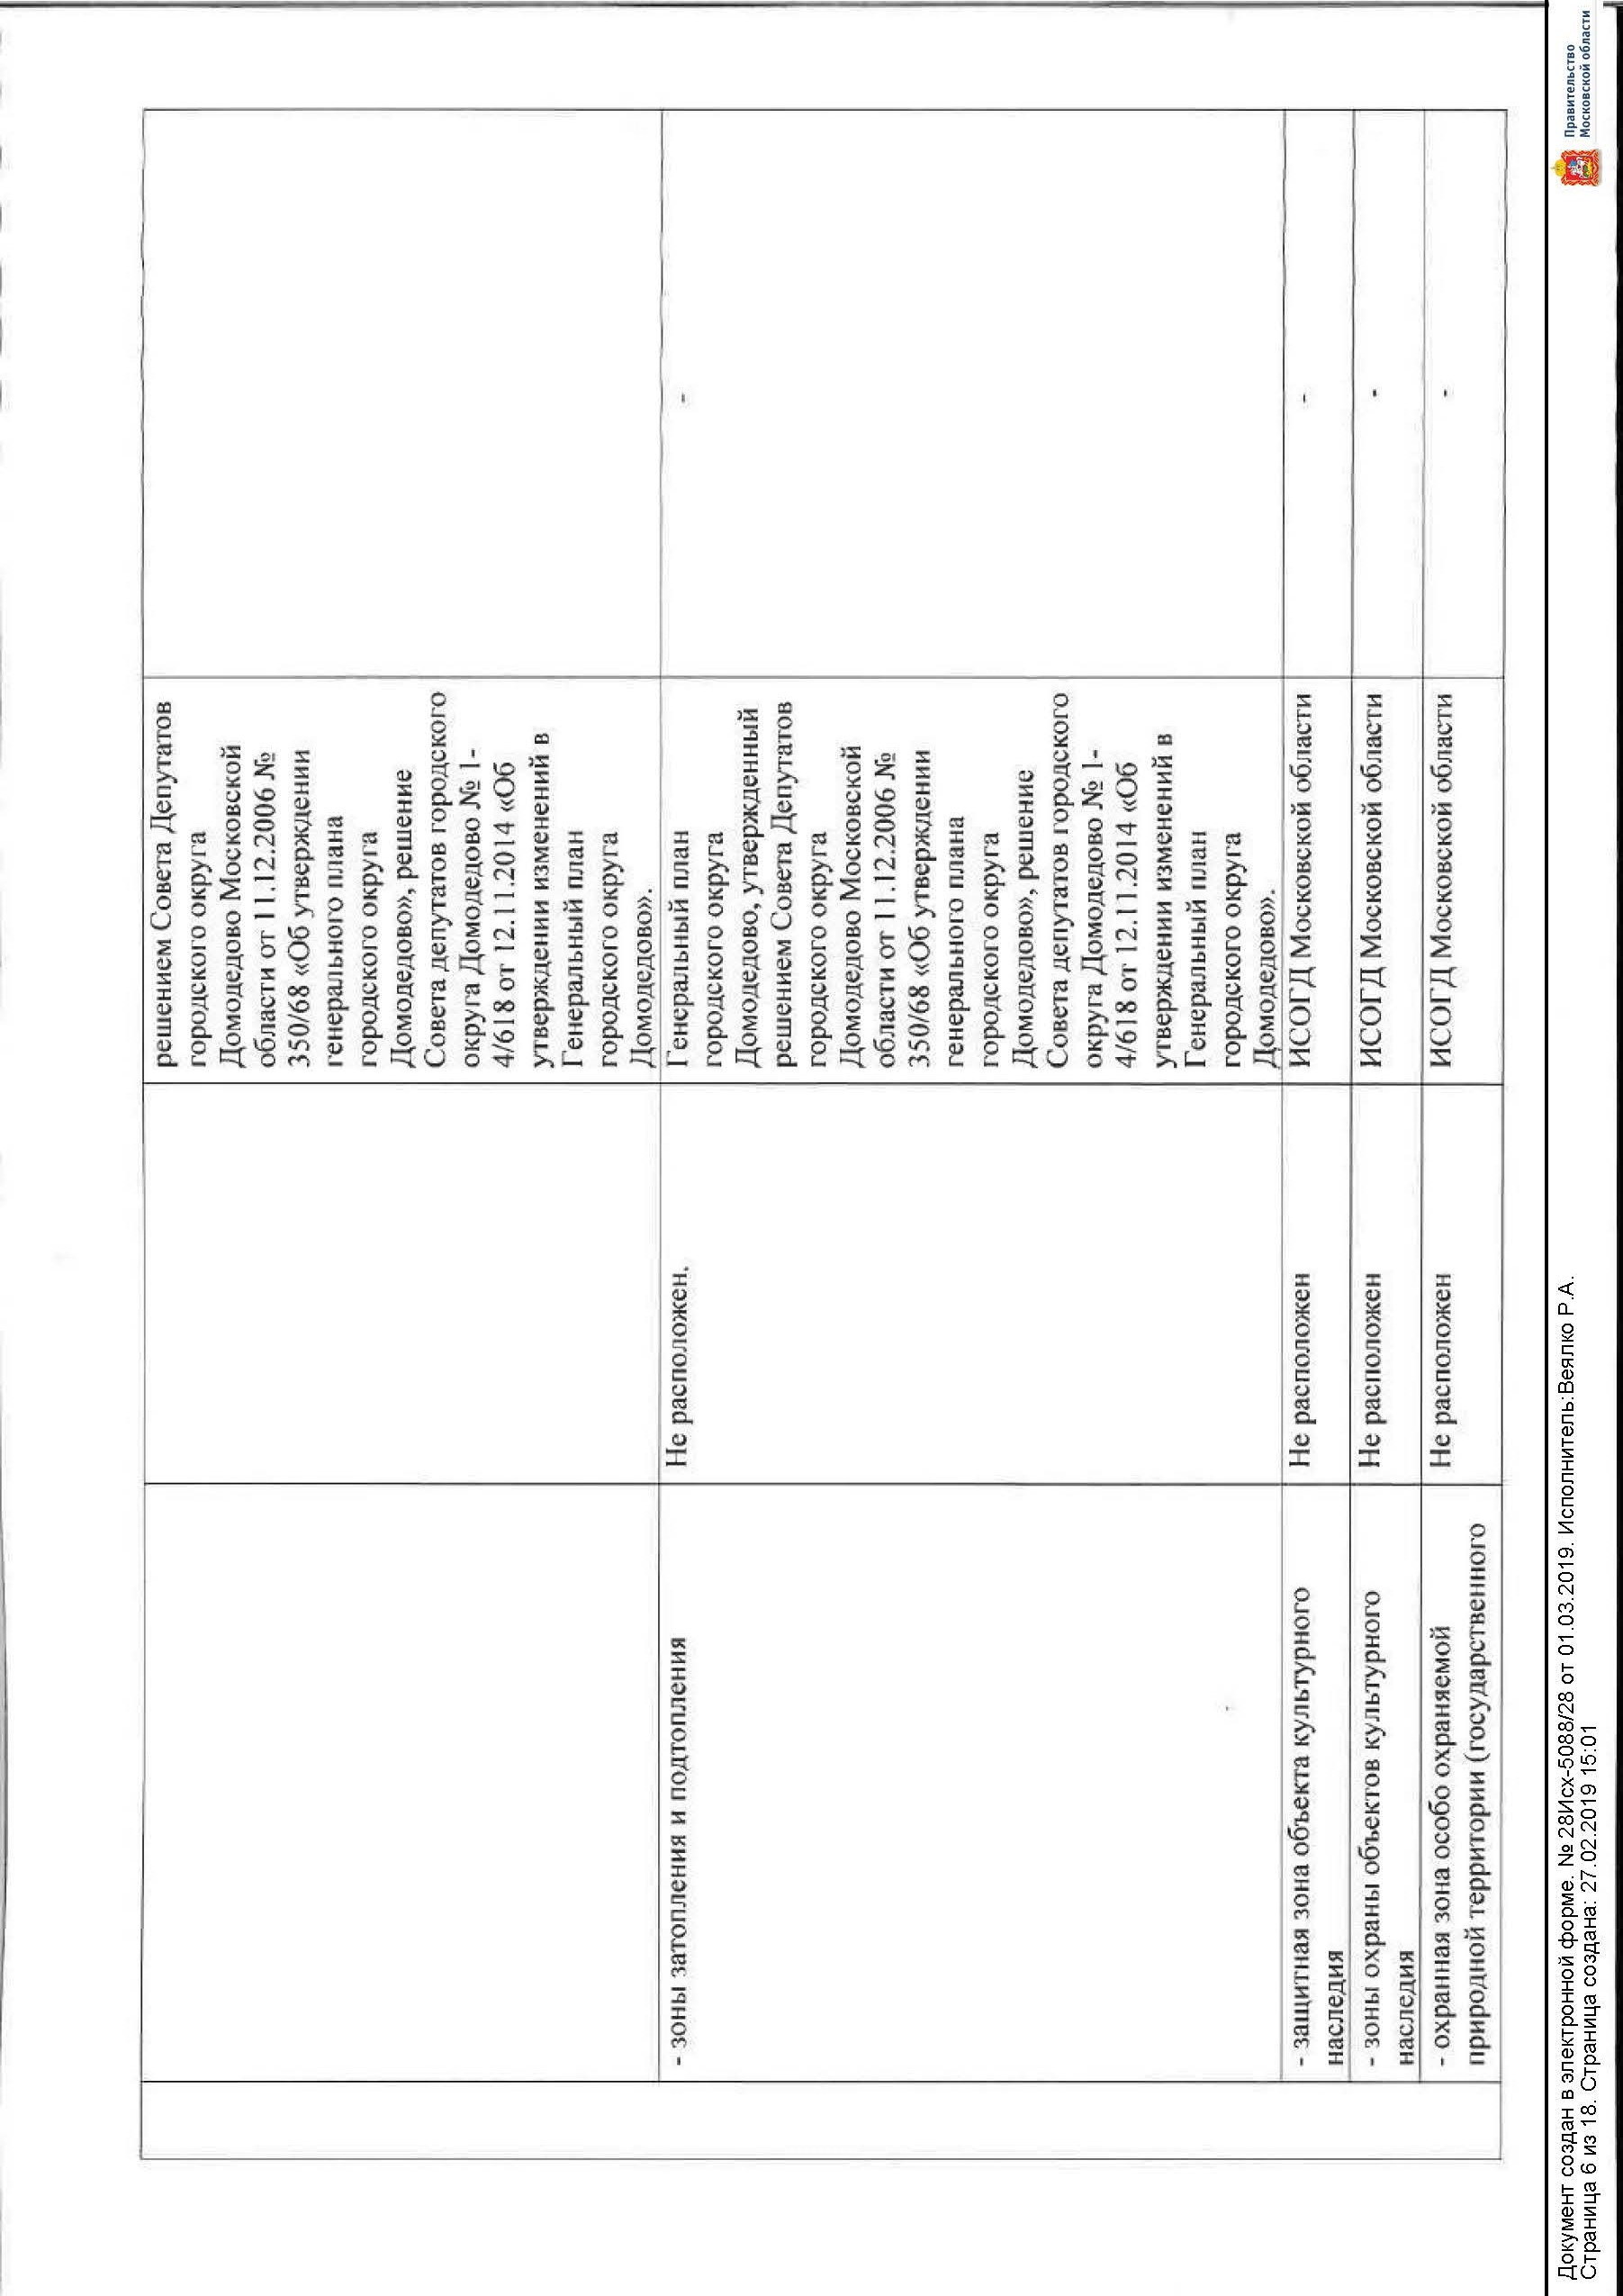 решением Совета Депутатов
городского округа
Домодедово Московской
области от 11.12.2006 №
350/68 «Об утверждении
генерального плана
городского округа
Домодедово», решение
Совета депутатов городского
округа Домодедово № 1-
4/618 от 12.11.2014 «Об
утверждении изменений в
Генеральный план
городского округа
Домодедово».
- зоны затопления и подтопления
Не расположен.
Генеральный план
городского округа
Домодедово, утвержденный
решением Совета Депутатов
городского округа
Домодедово Московской
области от 11.12.2006 №
350/68 «Об утверждении
генерального плана
городского округа
Домодедово», решение
Совета депутатов городского
округа Домодедово № 1-
4/618 от 12.11.2014 «Об
утверждении изменений в
Генеральный план
городского округа
Домодедово».
-
- защитная зона объекта культурного
наследия
Не расположен
ИСОГД Московской области
-
- зоны охраны объектов культурного
наследия
Не расположен
ИСОГД Московской области
-
- охранная зона особо охраняемой
природной территории (государственного
Не расположен
ИСОГД Московской области
-
Документ создан в электронной форме. № 28Исх-5088/28 от 01.03.2019. Исполнитель:Веялко Р.А.
Страница 6 из 18. Страница создана: 27.02.2019 15:01
Правительство
Московской области